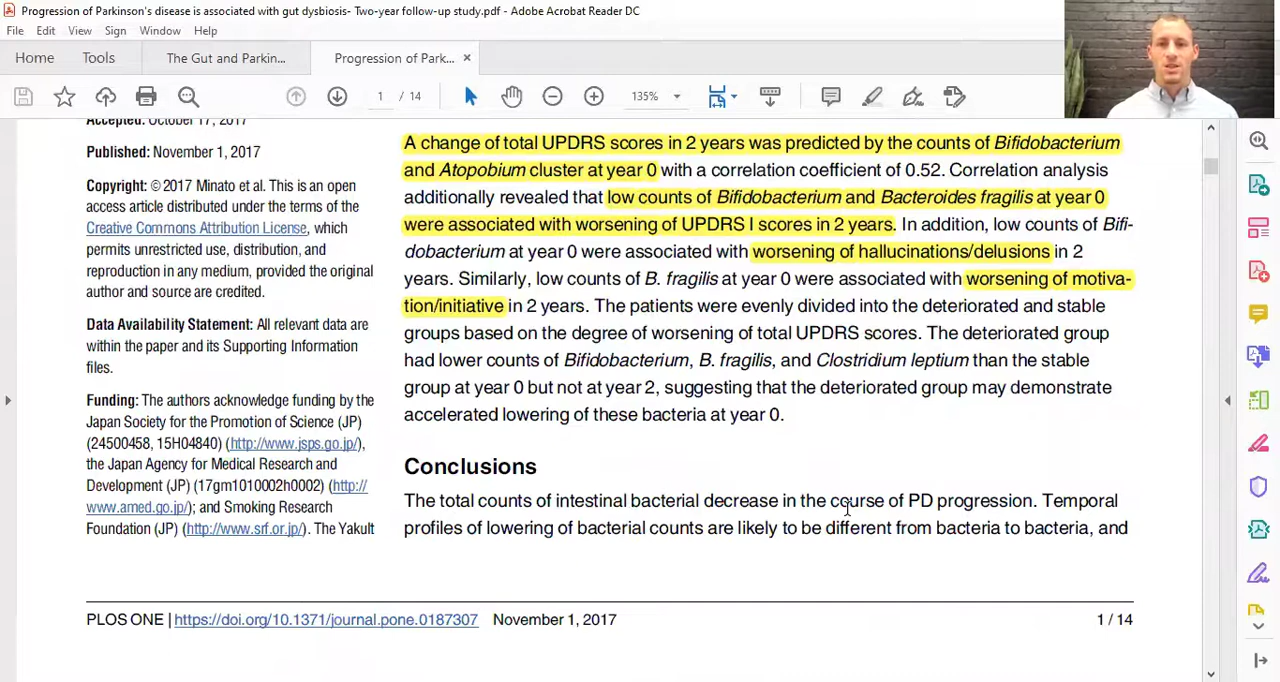 Progression of Parkinson's disease is associated with gut dysbiosis- Two-year follow-up study.pdf - Adobe Acrobat Reader DC
File Edit View Sign Window Help
Home Tools The Gut and Parkin... Progression of Park... ×
1 / 14 135%
Accepted: October 17, 2017
Published: November 1, 2017
Copyright: © 2017 Minato et al. This is an open
access article distributed under the terms of the
Creative Commons Attribution License, which
permits unrestricted use, distribution, and
reproduction in any medium, provided the original
author and source are credited.
Data Availability Statement: All relevant data are
within the paper and its Supporting Information
files.
Funding: The authors acknowledge funding by the
Japan Society for the Promotion of Science (JP)
(24500458, 15H04840) (http://www.jsps.go.jp/),
the Japan Agency for Medical Research and
Development (JP) (17gm1010002h0002) (http://
www.amed.go.jp/); and Smoking Research
Foundation (JP) (http://www.srf.or.jp/). The Yakult
A change of total UPDRS scores in 2 years was predicted by the counts of Bifidobacterium
and Atopobium cluster at year 0 with a correlation coefficient of 0.52. Correlation analysis
additionally revealed that low counts of Bifidobacterium and Bacteroides fragilis at year 0
were associated with worsening of UPDRS I scores in 2 years. In addition, low counts of Bifi-
dobacterium at year 0 were associated with worsening of hallucinations/delusions in 2
years. Similarly, low counts of B. fragilis at year 0 were associated with worsening of motiva-
tion/initiative in 2 years. The patients were evenly divided into the deteriorated and stable
groups based on the degree of worsening of total UPDRS scores. The deteriorated group
had lower counts of Bifidobacterium, B. fragilis, and Clostridium leptium than the stable
group at year 0 but not at year 2, suggesting that the deteriorated group may demonstrate
accelerated lowering of these bacteria at year 0.
Conclusions
The total counts of intestinal bacterial decrease in the course of PD progression. Temporal
profiles of lowering of bacterial counts are likely to be different from bacteria to bacteria, and
PLOS ONE | https://doi.org/10.1371/journal.pone.0187307 November 1, 2017 1 / 14